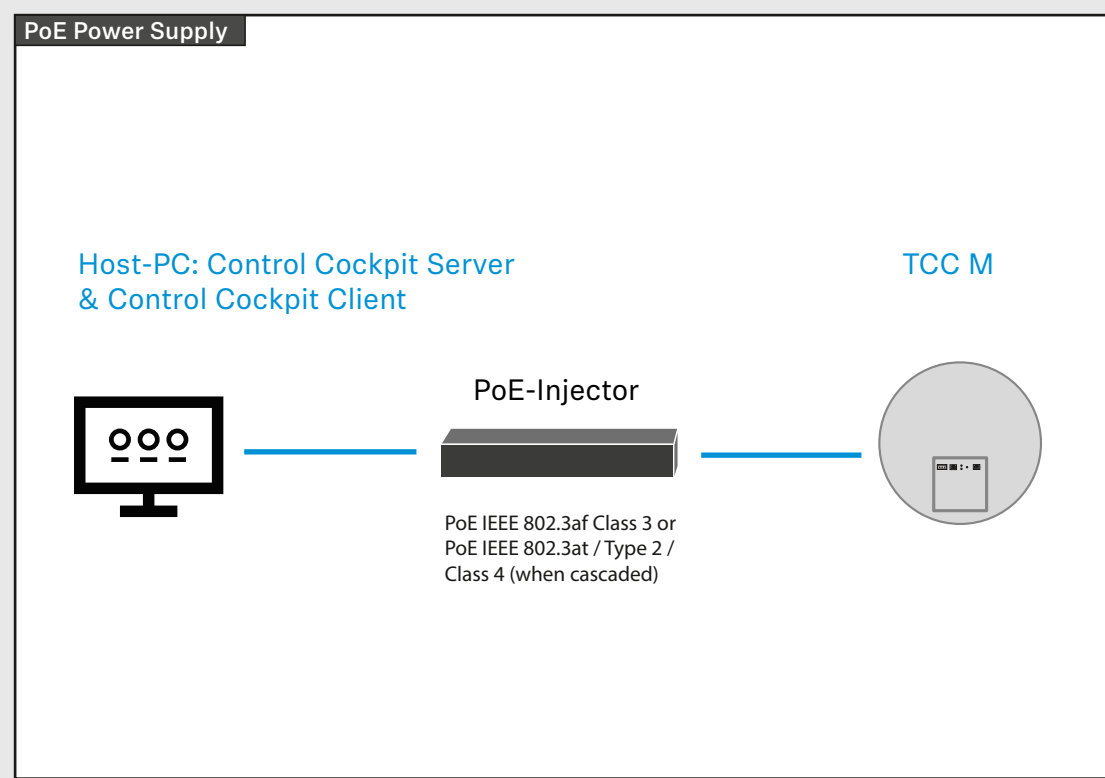 PoE Power Supply
Host-PC: Control Cockpit Server
& Control Cockpit Client
TCC M
PoE-Injector
PoE IEEE 802.3af Class 3 or
PoE IEEE 802.3at / Type 2 /
Class 4 (when cascaded)